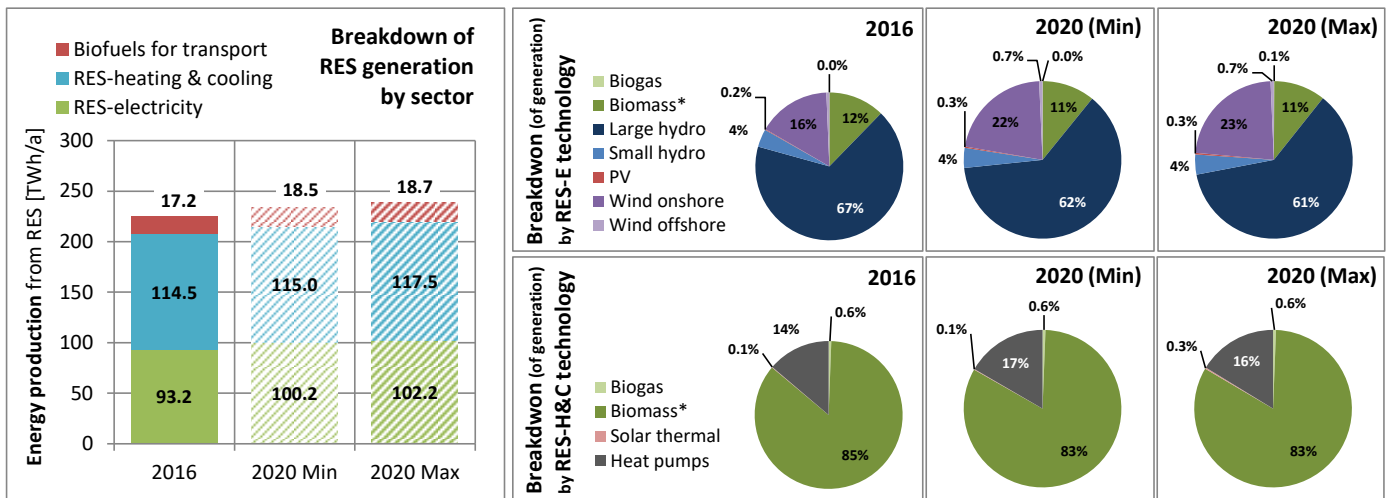 Biofuels for transport
RES-heating & cooling
RES-electricity
Breakdown of
RES generation
by sector
Energy production from RES [TWh/a]
300
250
200
150
100
50
0
17.2
18.5
18.7
114.5
115.0
117.5
93.2
100.2
102.2
2016
2020 Min
2020 Max
Breakdwon (of generation)
by RES-E technology
Biogas
Biomass*
Large hydro
Small hydro
PV
Wind onshore
Wind offshore
2016
0.0%
0.2%
16%
12%
4%
67%
2020 (Min)
0.7%
0.0%
0.3%
22%
11%
4%
62%
2020 (Max)
0.1%
0.7%
0.3%
23%
11%
4%
61%
Breakdwon (of generation)
by RES-H&C technology
Biogas
Biomass*
Solar thermal
Heat pumps
2016
0.6%
14%
0.1%
85%
2020 (Min)
0.6%
0.1%
17%
83%
2020 (Max)
0.6%
0.3%
16%
83%